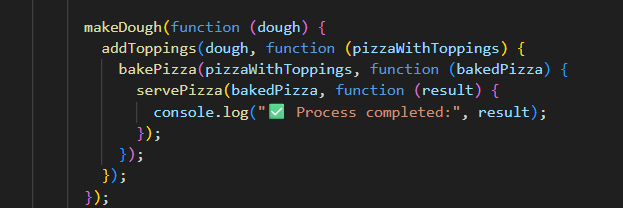 makeDough(function (dough) {
addToppings(dough, function (pizzaWithToppings) {
bakePizza(pizzaWithToppings, function (bakedPizza) {
servePizza(bakedPizza, function (result) {
console.log("✅ Process completed:", result);
});
});
});
});